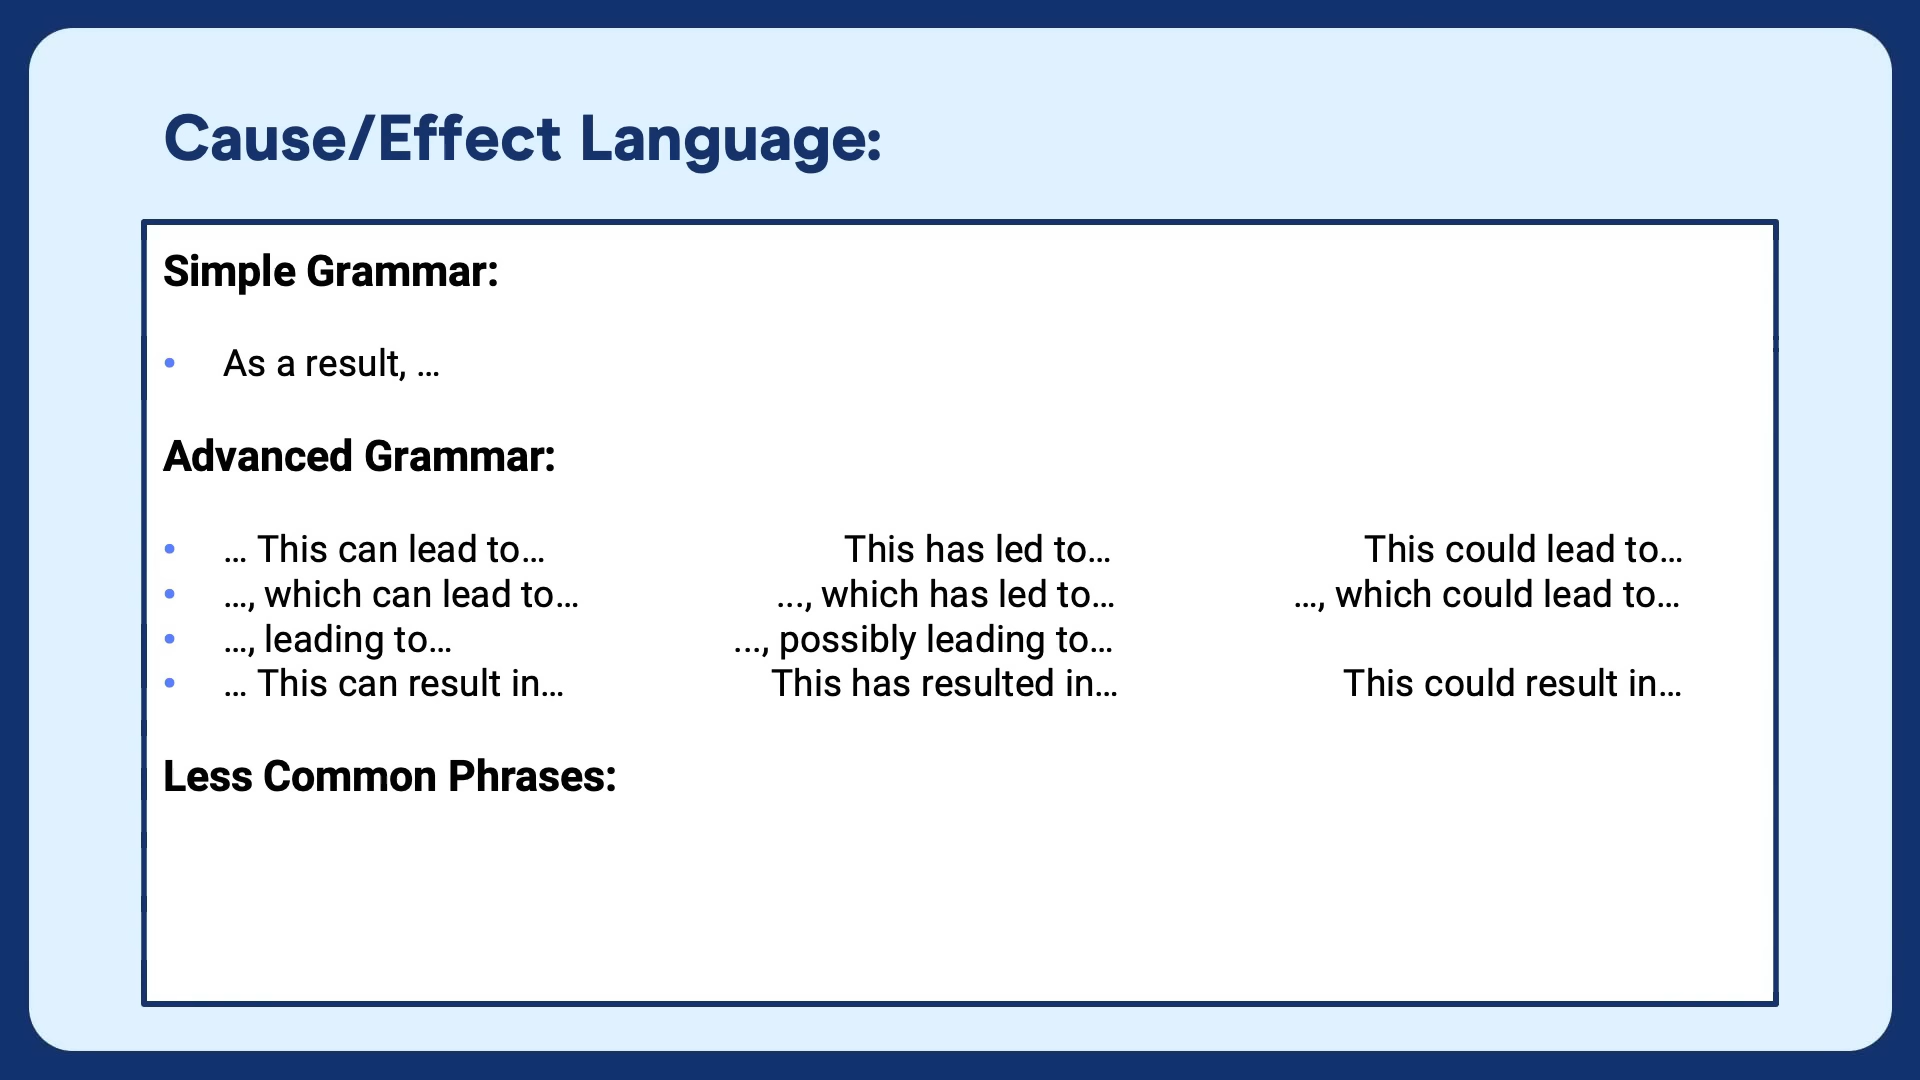 Cause/Effect Language:
Simple Grammar:
• As a result, …
Advanced Grammar:
• … This can lead to… This has led to… This could lead to…
• …, which can lead to… …, which has led to… …, which could lead to…
• …, leading to… …, possibly leading to…
• … This can result in… This has resulted in… This could result in…
Less Common Phrases: